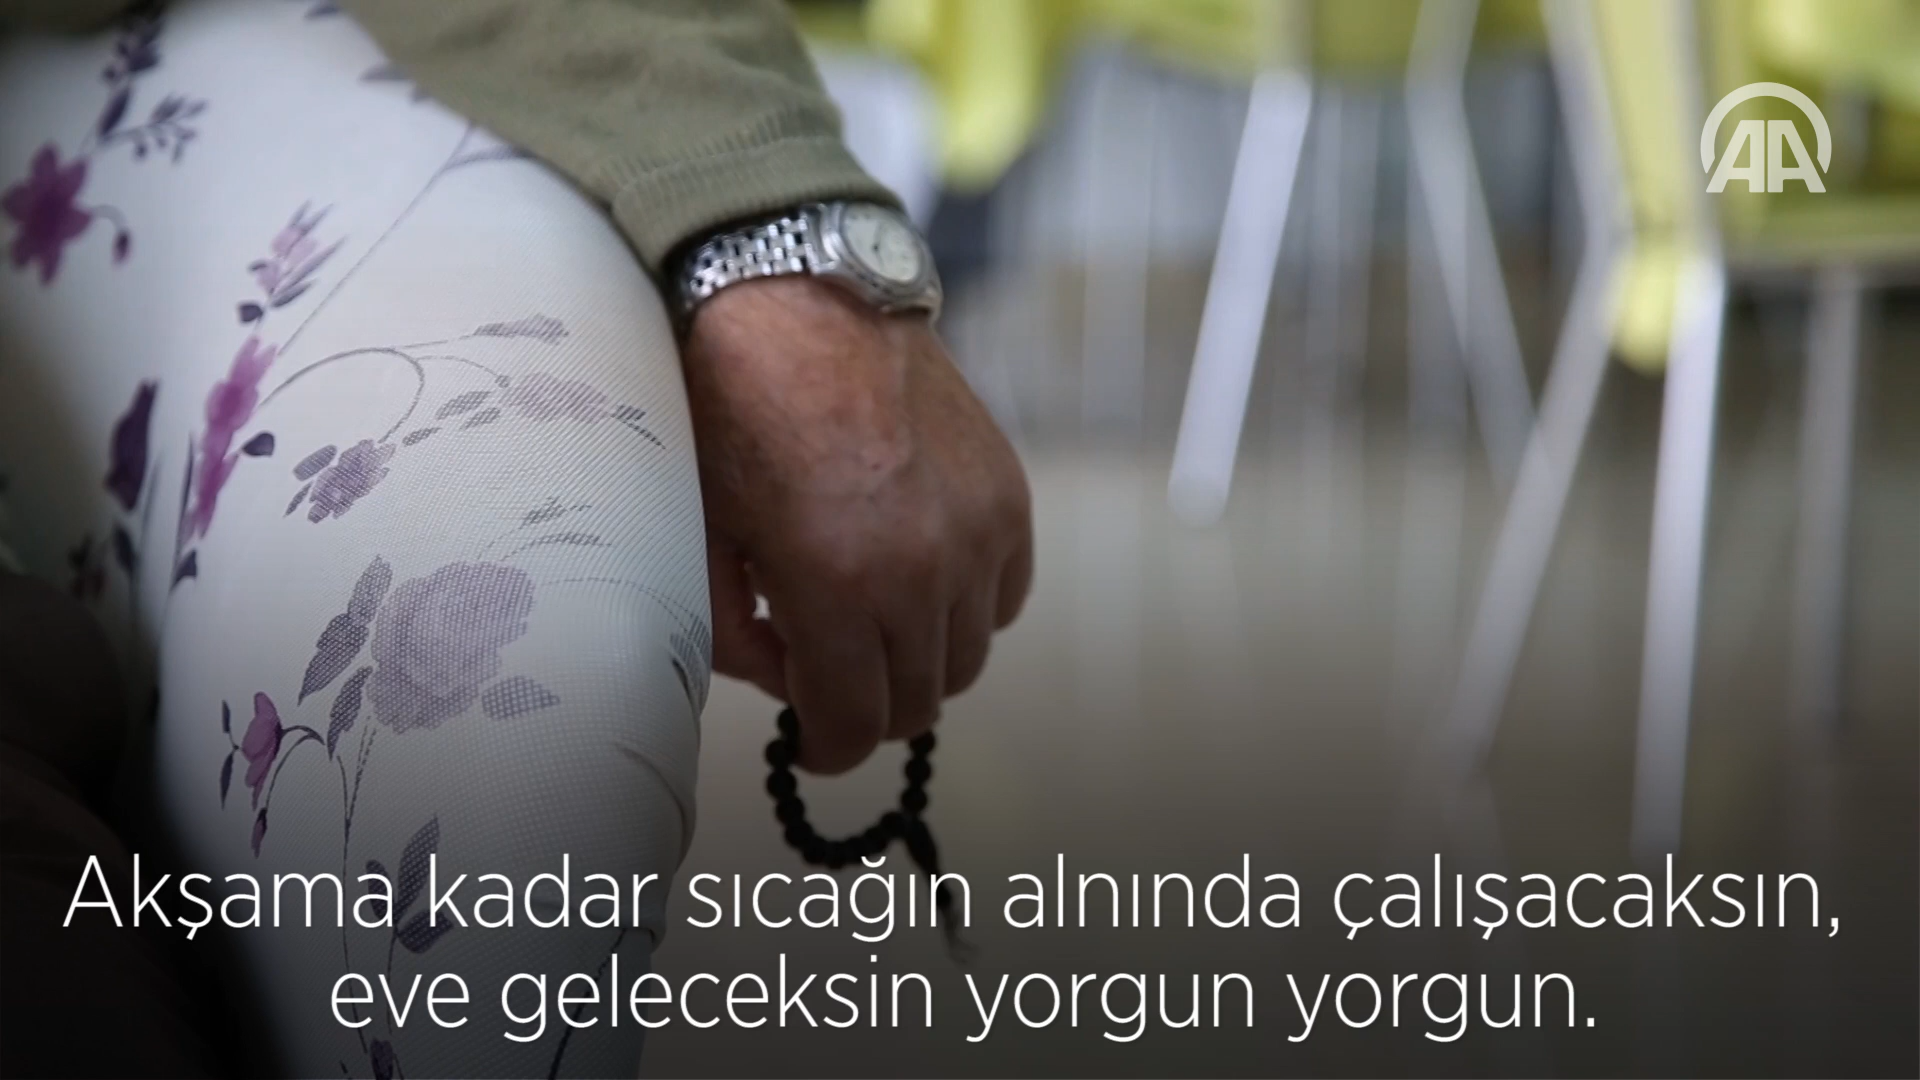 AA
Akşama kadar sıcağın alnında çalışacaksın,
eve geleceksin yorgun yorgun.